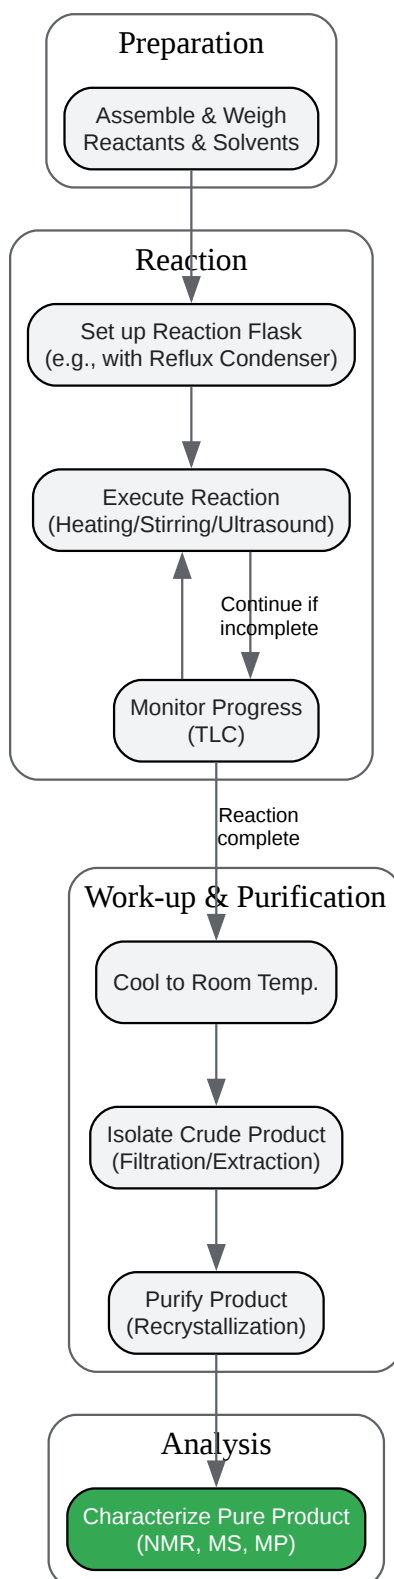 Preparation
Assemble & Weigh
Reactants & Solvents
Reaction
Set up Reaction Flask
(e.g., with Reflux Condenser)
Execute Reaction
(Heating/Stirring/Ultrasound)
Continue if
incomplete
Monitor Progress
(TLC)
Reaction
complete
Work-up & Purification
Cool to Room Temp.
Isolate Crude Product
(Filtration/Extraction)
Purify Product
(Recrystallization)
Analysis
Characterize Pure Product
(NMR, MS, MP)